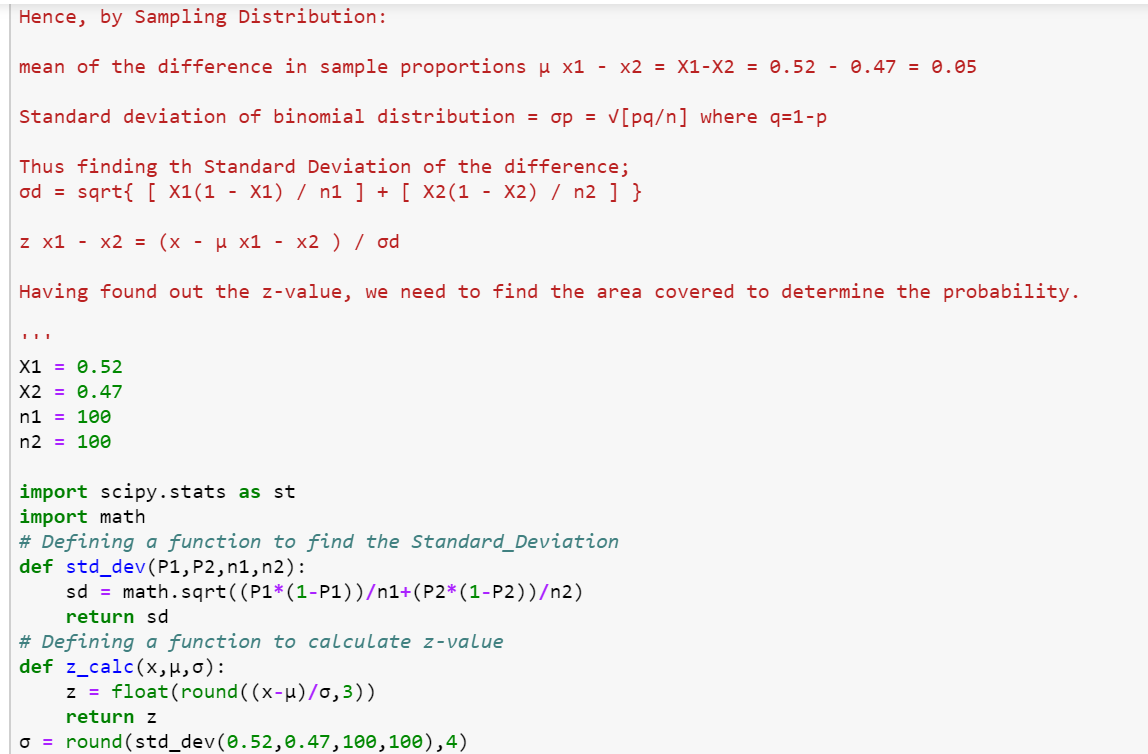 Hence, by Sampling Distribution:
mean of the difference in sample proportions μ x1 - x2 = X1-X2 = 0.52 - 0.47 = 0.05
Standard deviation of binomial distribution = σp = √[pq/n] where q=1-p
Thus finding th Standard Deviation of the difference;
σd = sqrt{ [ X1(1 - X1) / n1 ] + [ X2(1 - X2) / n2 ] }
z x1 - x2 = (x - μ x1 - x2 ) / σd
Having found out the z-value, we need to find the area covered to determine the probability.
'''
X1 = 0.52
X2 = 0.47
n1 = 100
n2 = 100
import scipy.stats as st
import math
# Defining a function to find the Standard_Deviation
def std_dev(P1,P2,n1,n2):
    sd = math.sqrt((P1*(1-P1))/n1+(P2*(1-P2))/n2)
    return sd
# Defining a function to calculate z-value
def z_calc(x,μ,σ):
    z = float(round((x-μ)/σ,3))
    return z
σ = round(std_dev(0.52,0.47,100,100),4)